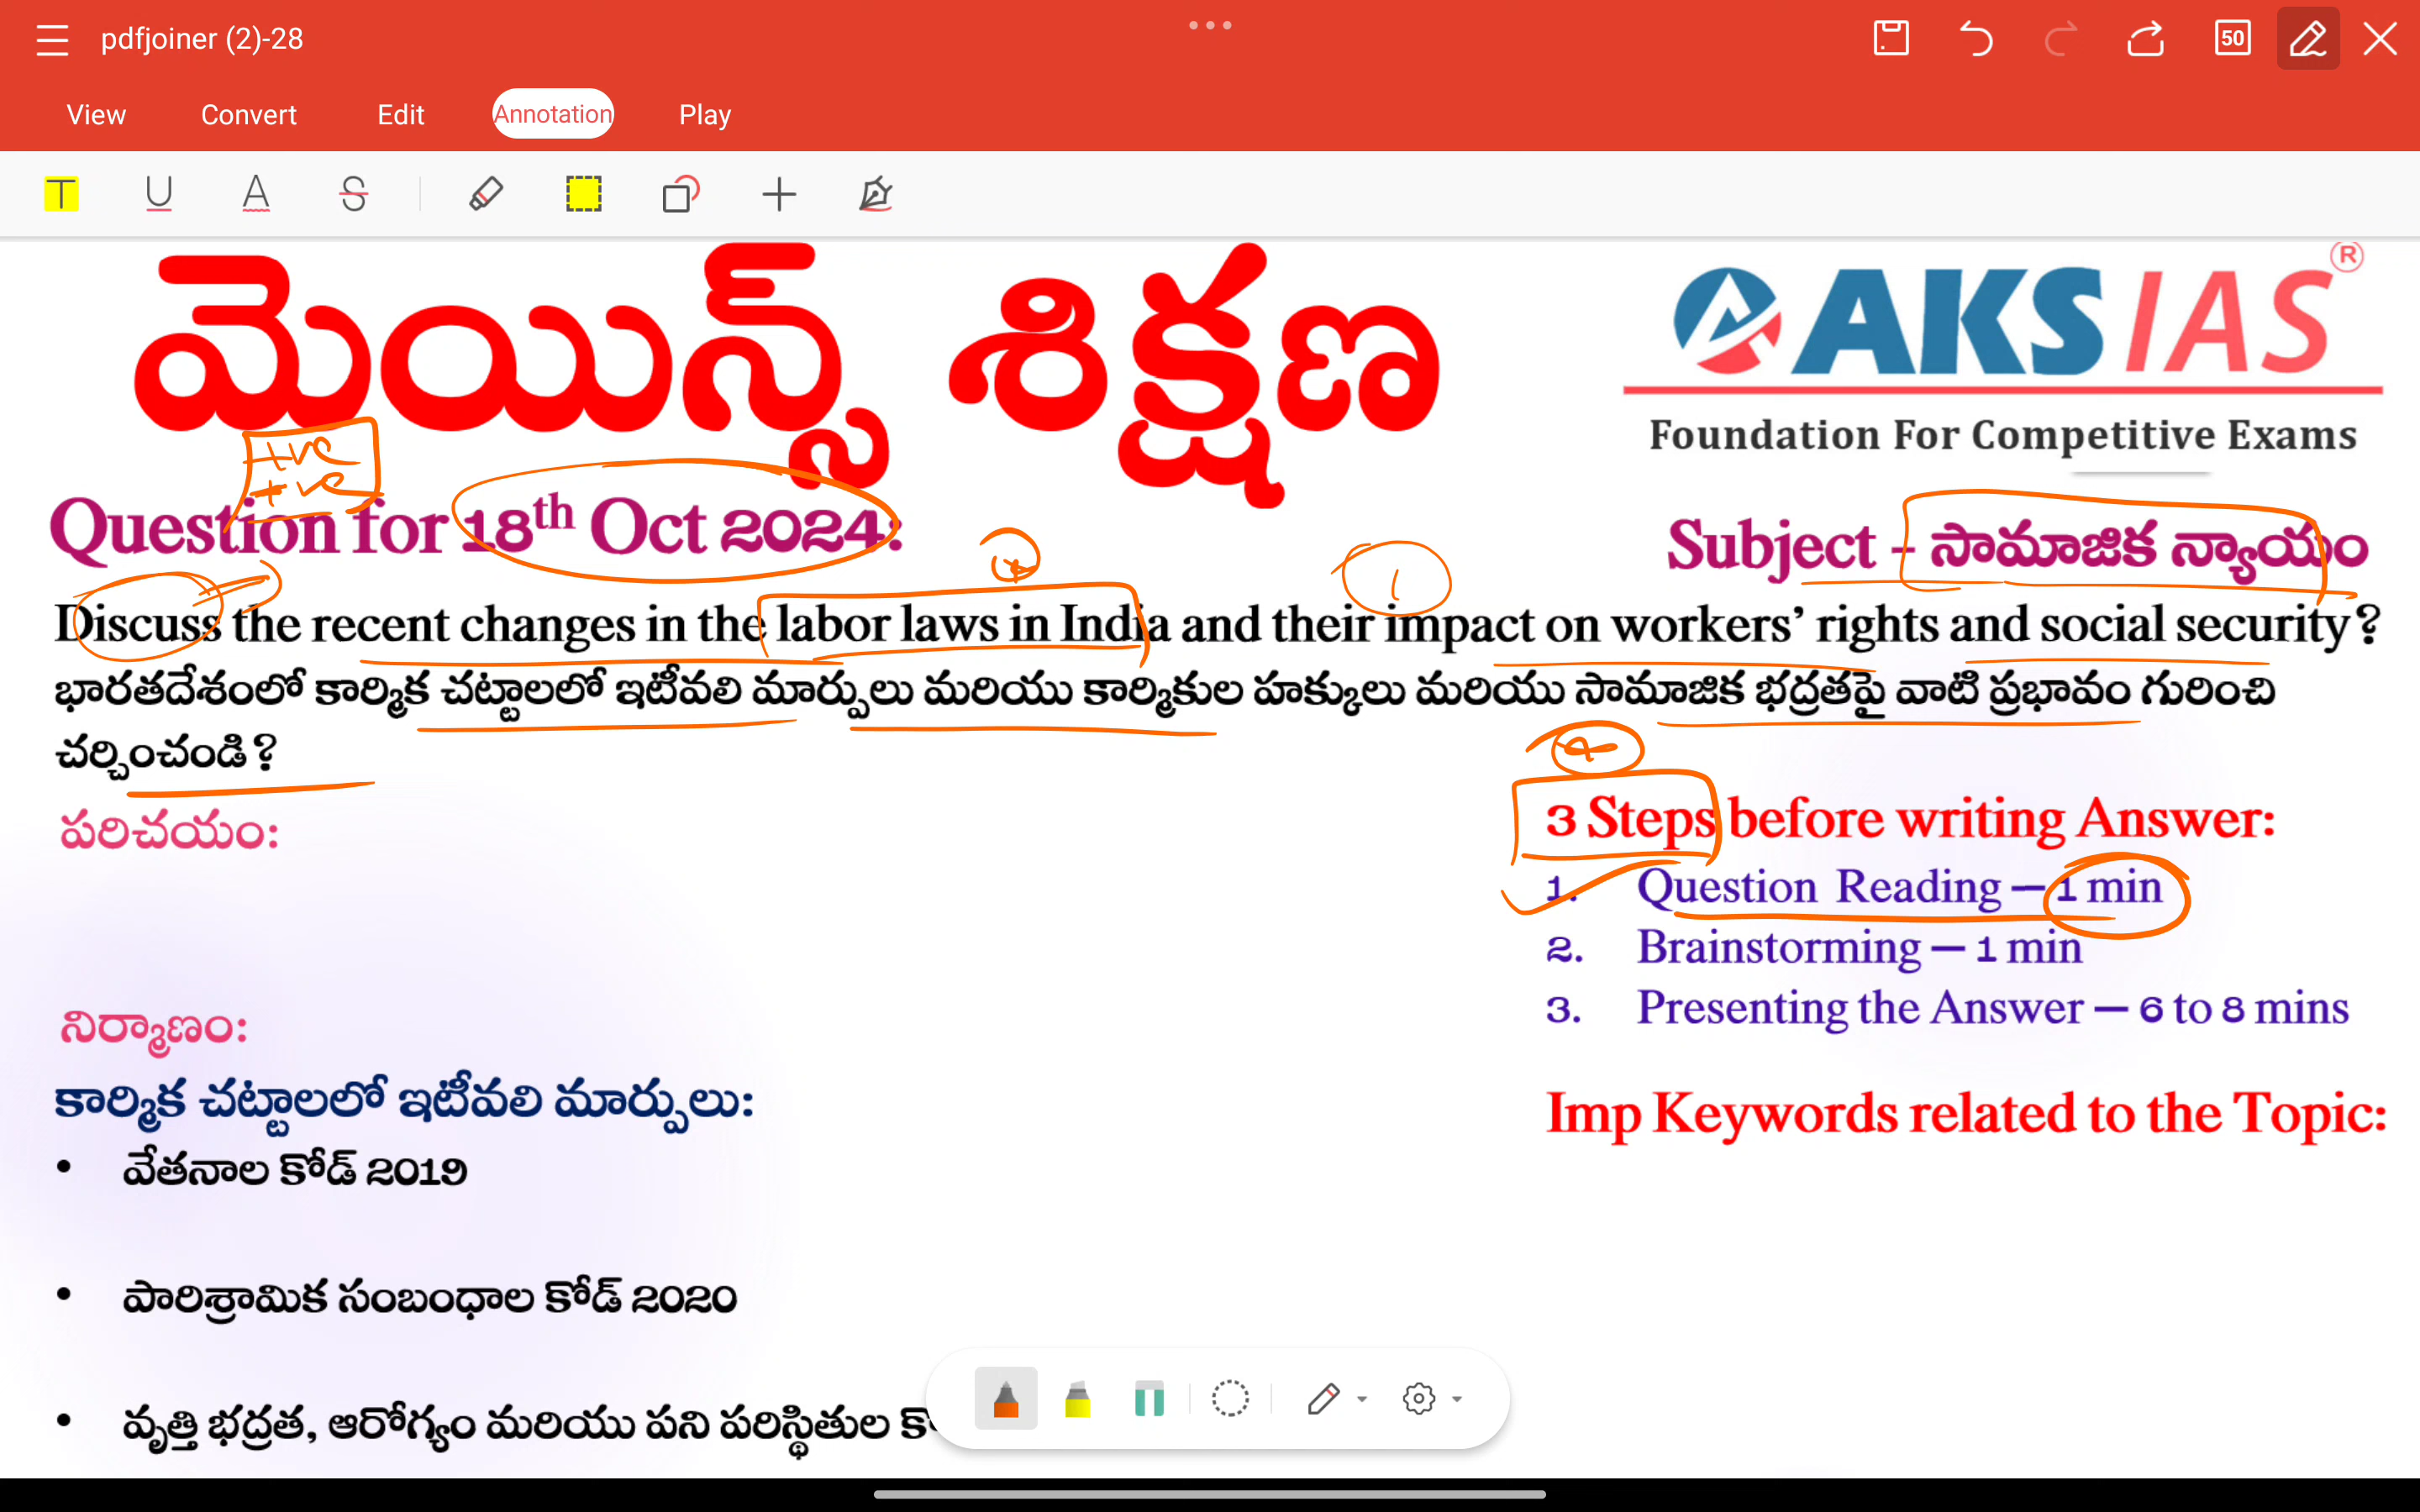 pdfjoiner (2)-28
50
View Convert Edit Annotation Play
మెయిన్స్ శిక్షణ
AKS IAS ®
Foundation For Competitive Exams
+ve
+ve
Question for 18th Oct 2024:
Subject - సామాజిక న్యాయం
1
Discuss the recent changes in the labor laws in India and their impact on workers' rights and social security?
భారతదేశంలో కార్మిక చట్టాలలో ఇటీవలి మార్పులు మరియు కార్మికుల హక్కులు మరియు సామాజిక భద్రతపై వాటి ప్రభావం గురించి
చర్చించండి?
పరిచయం:
3 Steps before writing Answer:
1. Question Reading – 1 min
2. Brainstorming – 1 min
3. Presenting the Answer – 6 to 8 mins
నిర్మాణం:
కార్మిక చట్టాలలో ఇటీవలి మార్పులు:
Imp Keywords related to the Topic:
• వేతనాల కోడ్ 2019
• పారిశ్రామిక సంబంధాల కోడ్ 2020
• వృత్తి భద్రత, ఆరోగ్యం మరియు పని పరిస్థితుల